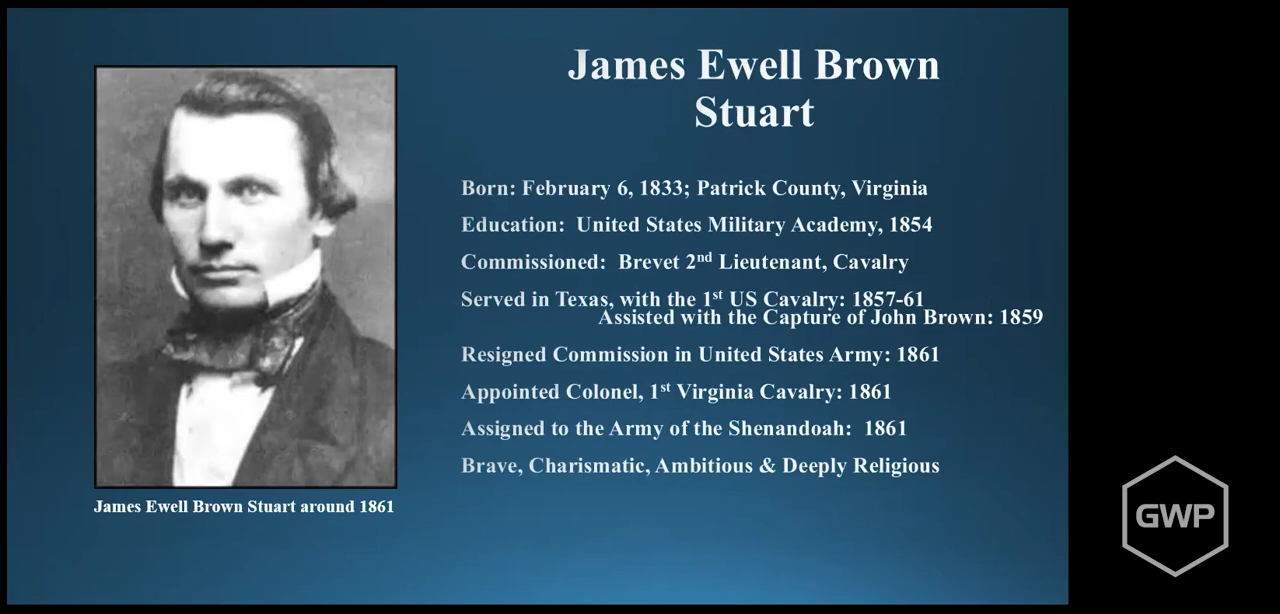 James Ewell Brown
Stuart
Born: February 6, 1833; Patrick County, Virginia
Education:  United States Military Academy, 1854
Commissioned:  Brevet 2nd Lieutenant, Cavalry
Served in Texas, with the 1st US Cavalry: 1857-61
Assisted with the Capture of John Brown: 1859
Resigned Commission in United States Army: 1861
Appointed Colonel, 1st Virginia Cavalry: 1861
Assigned to the Army of the Shenandoah:  1861
Brave, Charismatic, Ambitious & Deeply Religious
James Ewell Brown Stuart around 1861
GWP